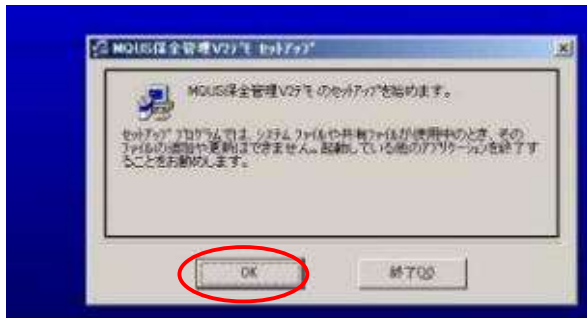 MQUS保全管理V2ﾃﾞﾓ ｾｯﾄｱｯﾌﾟ
MQUS保全管理V2ﾃﾞﾓ のｾｯﾄｱｯﾌﾟを始めます。
ｾｯﾄｱｯﾌﾟ ﾌﾟﾛｸﾞﾗﾑでは、ｼｽﾃﾑ ﾌｧｲﾙや共有ﾌｧｲﾙが使用中のとき、その
ﾌｧｲﾙの追加や更新はできません。起動している他のｱﾌﾟﾘｹｰｼｮﾝを終了す
ることをお勧めします。
OK
終了(X)